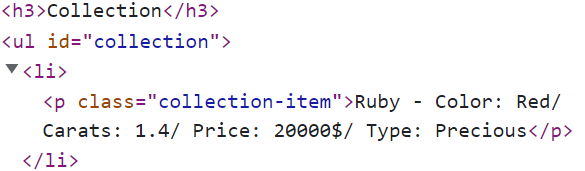 <h3>Collection</h3>
<ul id="collection">
<li>
<p class="collection-item">Ruby - Color: Red/
Carats: 1.4/ Price: 20000$/ Type: Precious</p>
</li>